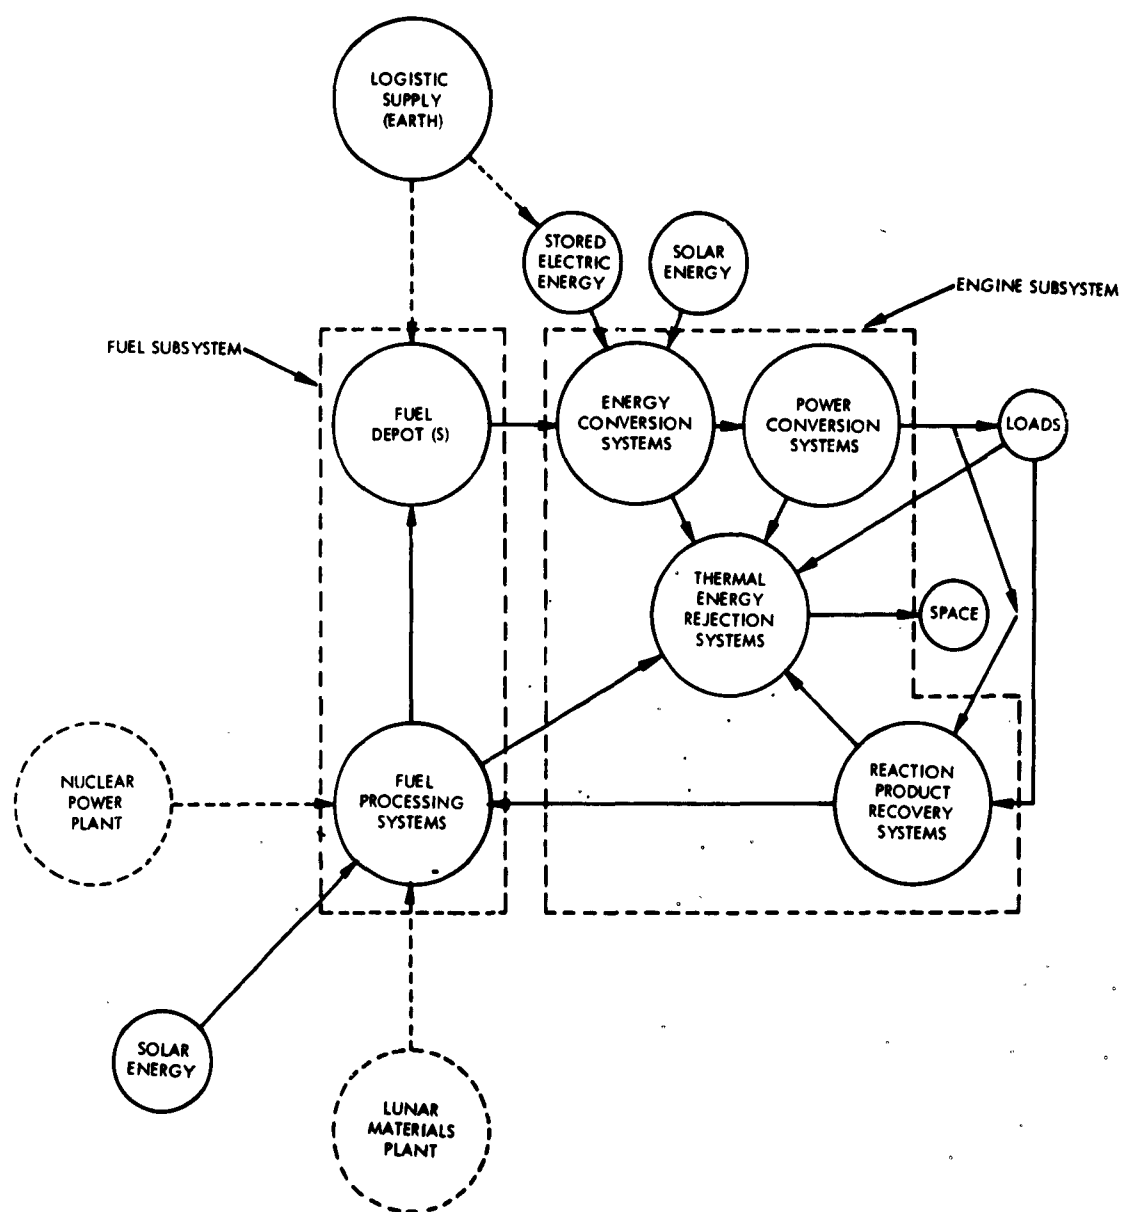 LOGISTIC
SUPPLY
(EARTH)
STORED
ELECTRIC
ENERGY
SOLAR
ENERGY
ENGINE SUBSYSTEM
FUEL SUBSYSTEM
FUEL
DEPOT (S)
ENERGY
CONVERSION
SYSTEMS
POWER
CONVERSION
SYSTEMS
LOADS
THERMAL
ENERGY
REJECTION
SYSTEMS
SPACE
NUCLEAR
POWER
PLANT
FUEL
PROCESSING
SYSTEMS
REACTION
PRODUCT
RECOVERY
SYSTEMS
SOLAR
ENERGY
LUNAR
MATERIALS
PLANT